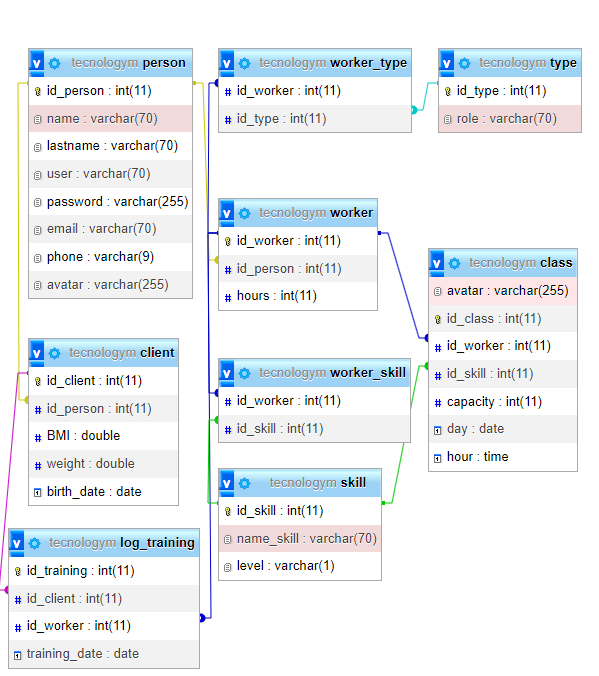 tecnologym person
id_person : int(11)
name : varchar(70)
lastname : varchar(70)
user : varchar(70)
password : varchar(255)
email : varchar(70)
phone : varchar(9)
avatar : varchar(255)
tecnologym worker_type
id_worker : int(11)
id_type : int(11)
tecnologym type
id_type : int(11)
role : varchar(70)
tecnologym worker
id_worker : int(11)
id_person : int(11)
hours : int(11)
tecnologym class
avatar : varchar(255)
id_class : int(11)
id_worker : int(11)
id_skill : int(11)
capacity : int(11)
day : date
hour : time
tecnologym client
id_client : int(11)
id_person : int(11)
BMI : double
weight : double
birth_date : date
tecnologym worker_skill
id_worker : int(11)
id_skill : int(11)
tecnologym skill
id_skill : int(11)
name_skill : varchar(70)
level : varchar(1)
tecnologym log_training
id_training : int(11)
id_client : int(11)
id_worker : int(11)
training_date : date